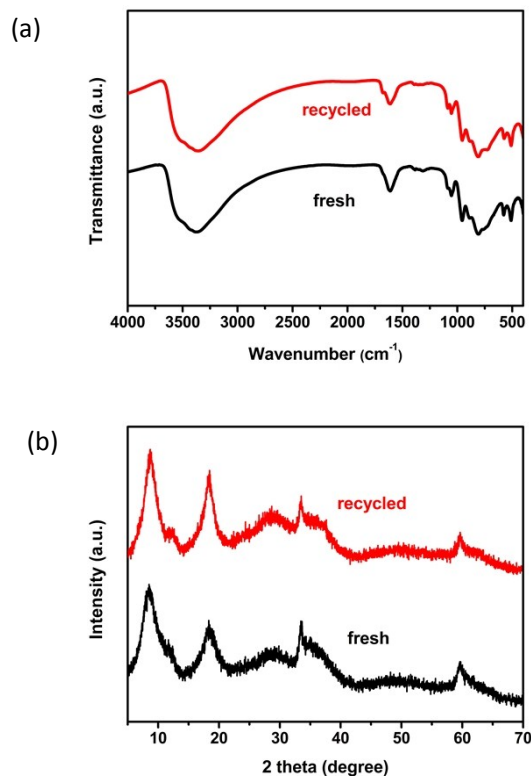 (a)
Transmittance (a.u.)
recycled
fresh
4000 3500 3000 2500 2000 1500 1000 500
Wavenumber (cm⁻¹)
(b)
Intensity (a.u.)
recycled
fresh
10 20 30 40 50 60 70
2 theta (degree)